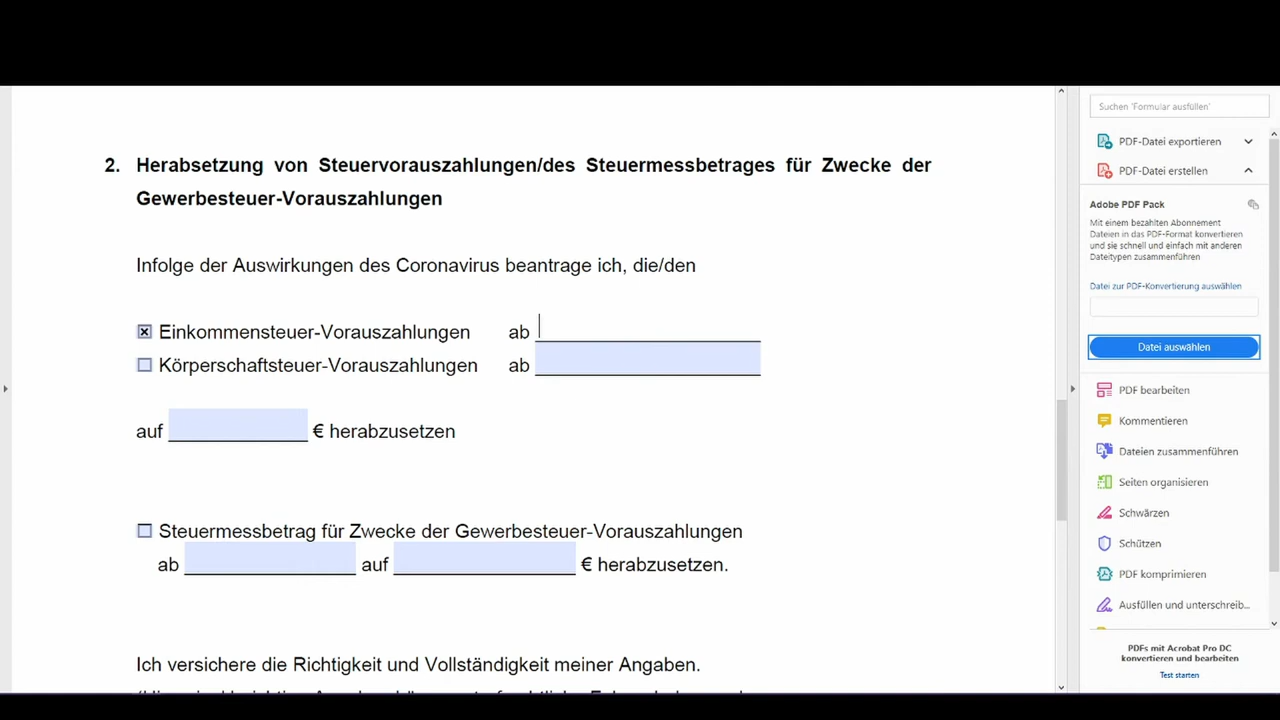 2. Herabsetzung von Steuervorauszahlungen/des Steuermessbetrages für Zwecke der
Gewerbesteuer-Vorauszahlungen
Infolge der Auswirkungen des Coronavirus beantrage ich, die/den
Einkommensteuer-Vorauszahlungen ab
Körperschaftsteuer-Vorauszahlungen ab
auf € herabzusetzen
Steuermessbetrag für Zwecke der Gewerbesteuer-Vorauszahlungen
ab auf € herabzusetzen.
Ich versichere die Richtigkeit und Vollständigkeit meiner Angaben.
Suchen 'Formular ausfüllen'
PDF-Datei exportieren
PDF-Datei erstellen
Adobe PDF Pack
Mit einem bezahlten Abonnement
Dateien in das PDF-Format konvertieren
und sie schnell und einfach mit anderen
Dateitypen zusammenführen
Datei zur PDF-Konvertierung auswählen
Datei auswählen
PDF bearbeiten
Kommentieren
Dateien zusammenführen
Seiten organisieren
Schwärzen
Schützen
PDF komprimieren
Ausfüllen und unterschreib...
PDFs mit Acrobat Pro DC
konvertieren und bearbeiten
Test starten